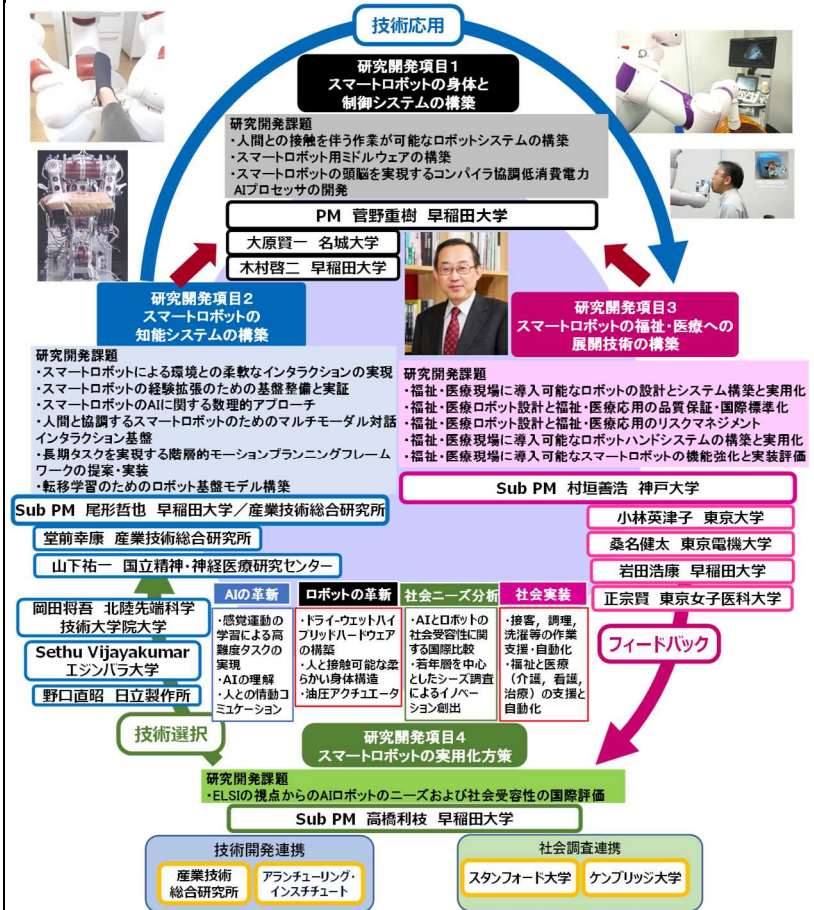 技術応用
研究開発項目1
スマートロボットの身体と
制御システムの構築
研究開発課題
・人間との接触を伴う作業が可能なロボットシステムの構築
・スマートロボット用ミドルウェアの構築
・スマートロボットの頭脳を実現するコンパイラ協調低消費電力
AIプロセッサの開発
PM 菅野重樹 早稲田大学
大原賢一 名城大学
木村啓二 早稲田大学
研究開発項目2
スマートロボットの
知能システムの構築
研究開発課題
・スマートロボットによる環境との柔軟なインタラクションの実現
・スマートロボットの経験拡張のための基盤整備と実証
・スマートロボットのAIに関する数理的アプローチ
・人間と協調するスマートロボットのためのマルチモーダル対話
インタラクション基盤
・長期タスクを実現する階層的モーションプランニングフレーム
ワークの提案・実装
・転移学習のためのロボット基盤モデル構築
Sub PM 尾形哲也 早稲田大学/産業技術総合研究所
堂前幸康 産業技術総合研究所
山下祐一 国立精神・神経医療研究センター
岡田将吾 北陸先端科学
技術大学院大学
Sethu Vijayakumar
エジンバラ大学
野口直昭 日立製作所
技術選択
研究開発項目3
スマートロボットの福祉・医療への
展開技術の構築
研究開発課題
・福祉・医療現場に導入可能なロボットの設計とシステム構築と実用化
・福祉・医療ロボット設計と福祉・医療応用の品質保証・国際標準化
・福祉・医療ロボット設計と福祉・医療応用のリスクマネジメント
・福祉・医療現場に導入可能なロボットハンドシステムの構築と実用化
・福祉・医療現場に導入可能なスマートロボットの機能強化と実装評価
Sub PM 村垣善浩 神戸大学
小林英津子 東京大学
桑名健太 東京電機大学
岩田浩康 早稲田大学
正宗賢 東京女子医科大学
フィードバック
AIの革新
・感覚運動の
学習による高
難度タスクの
実現
・AIの理解
・人との情動コ
ミュケーション
ロボットの革新
・ドライ-ウェットハイ
ブリッドハードウェア
の構築
・人と接触可能な柔
らかい身体構造
・油圧アクチュエータ
社会ニーズ分析
・AIとロボットの
社会受容性に関
する国際比較
・若年層を中心
としたシーズ調査
によるイノベー
ション創出
社会実装
・接客，調理，
洗濯等の作業
支援・自動化
・福祉と医療
（介護，看護，
治療）の支援と
自動化
研究開発項目4
スマートロボットの実用化方策
研究開発課題
・ELSIの視点からのAIロボットのニーズおよび社会受容性の国際評価
Sub PM 高橋利枝 早稲田大学
技術開発連携
産業技術
総合研究所
アランチューリング・
インスチチュート
社会調査連携
スタンフォード大学
ケンブリッジ大学